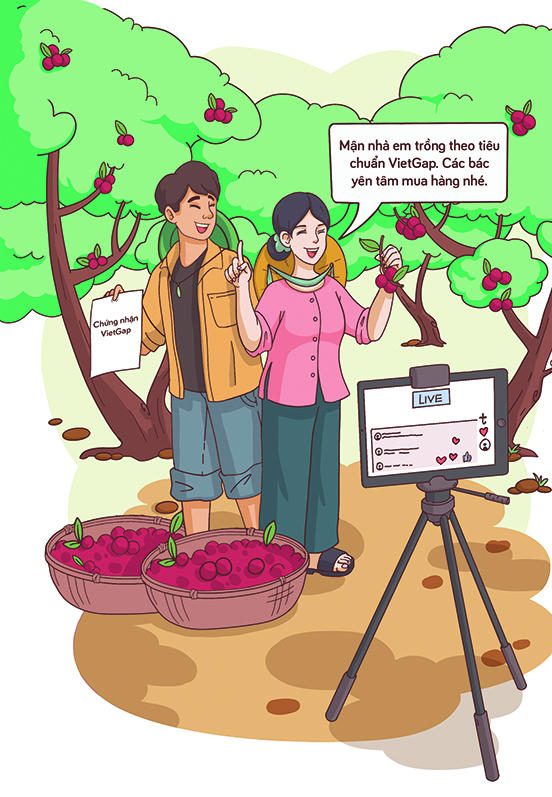 Mận nhà em trồng theo tiêu
chuẩn VietGap. Các bác
yên tâm mua hàng nhé.
Chứng nhận
VietGap
LIVE